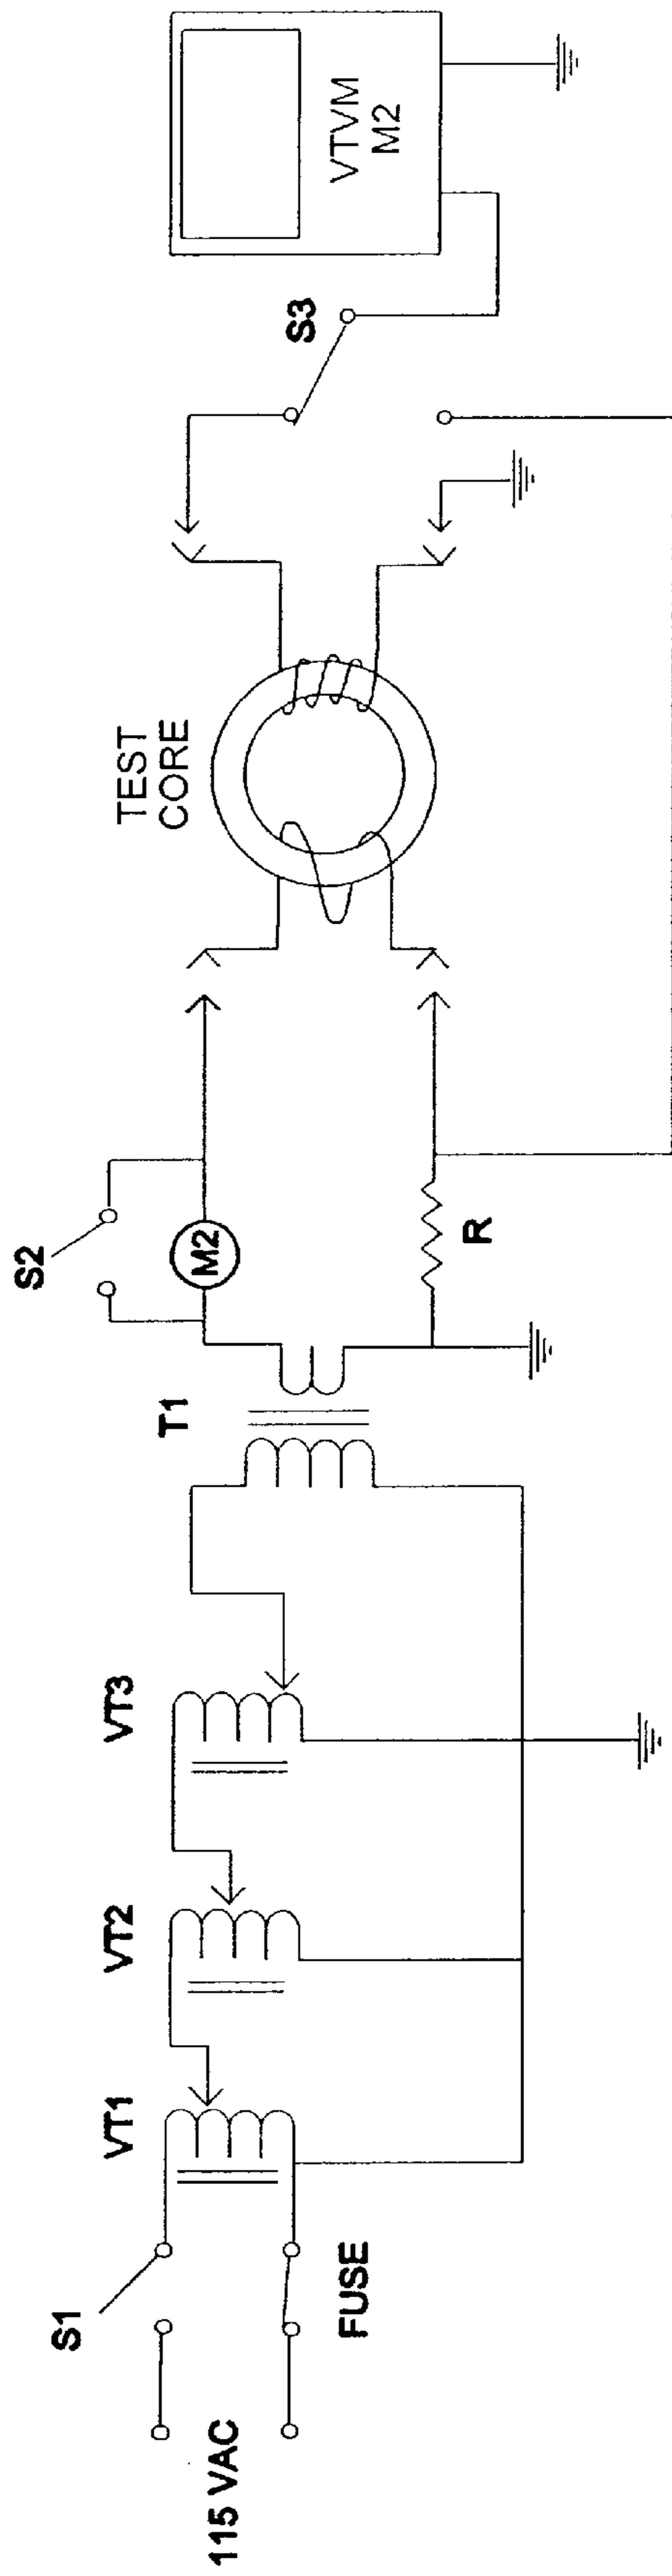 115 VAC
S1
FUSE
VT1
VT2
VT3
T1
S2
M2
R
TEST
CORE
S3
VTVM
M2